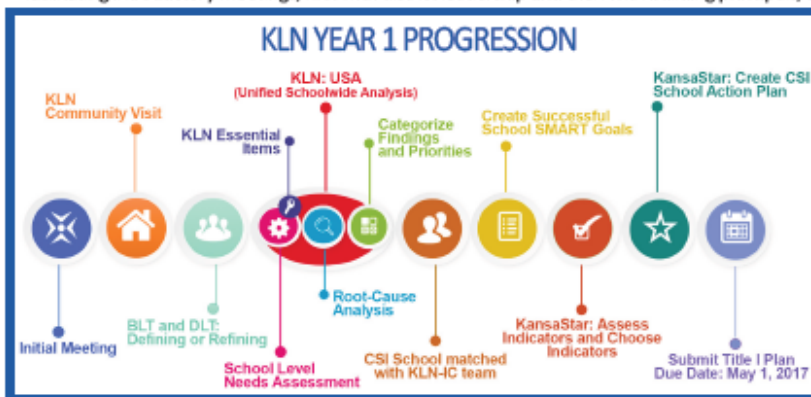 KLN YEAR 1 PROGRESSION
KLN: USA
(Unified Schoolwide Analysis)
KansaStar: Create CSI
School Action Plan
KLN
Community Visit
KLN Essential
Items
Categorize
Findings
and Priorities
Create Successful
School SMART Goals
Initial Meeting
BLT and DLT:
Defining or Refining
School Level
Needs Assessment
Root-Cause
Analysis
CSI School matched
with KLN-IC team
KansaStar: Assess
Indicators and Choose
Indicators
Submit Title I Plan
Due Date: May 1, 2017